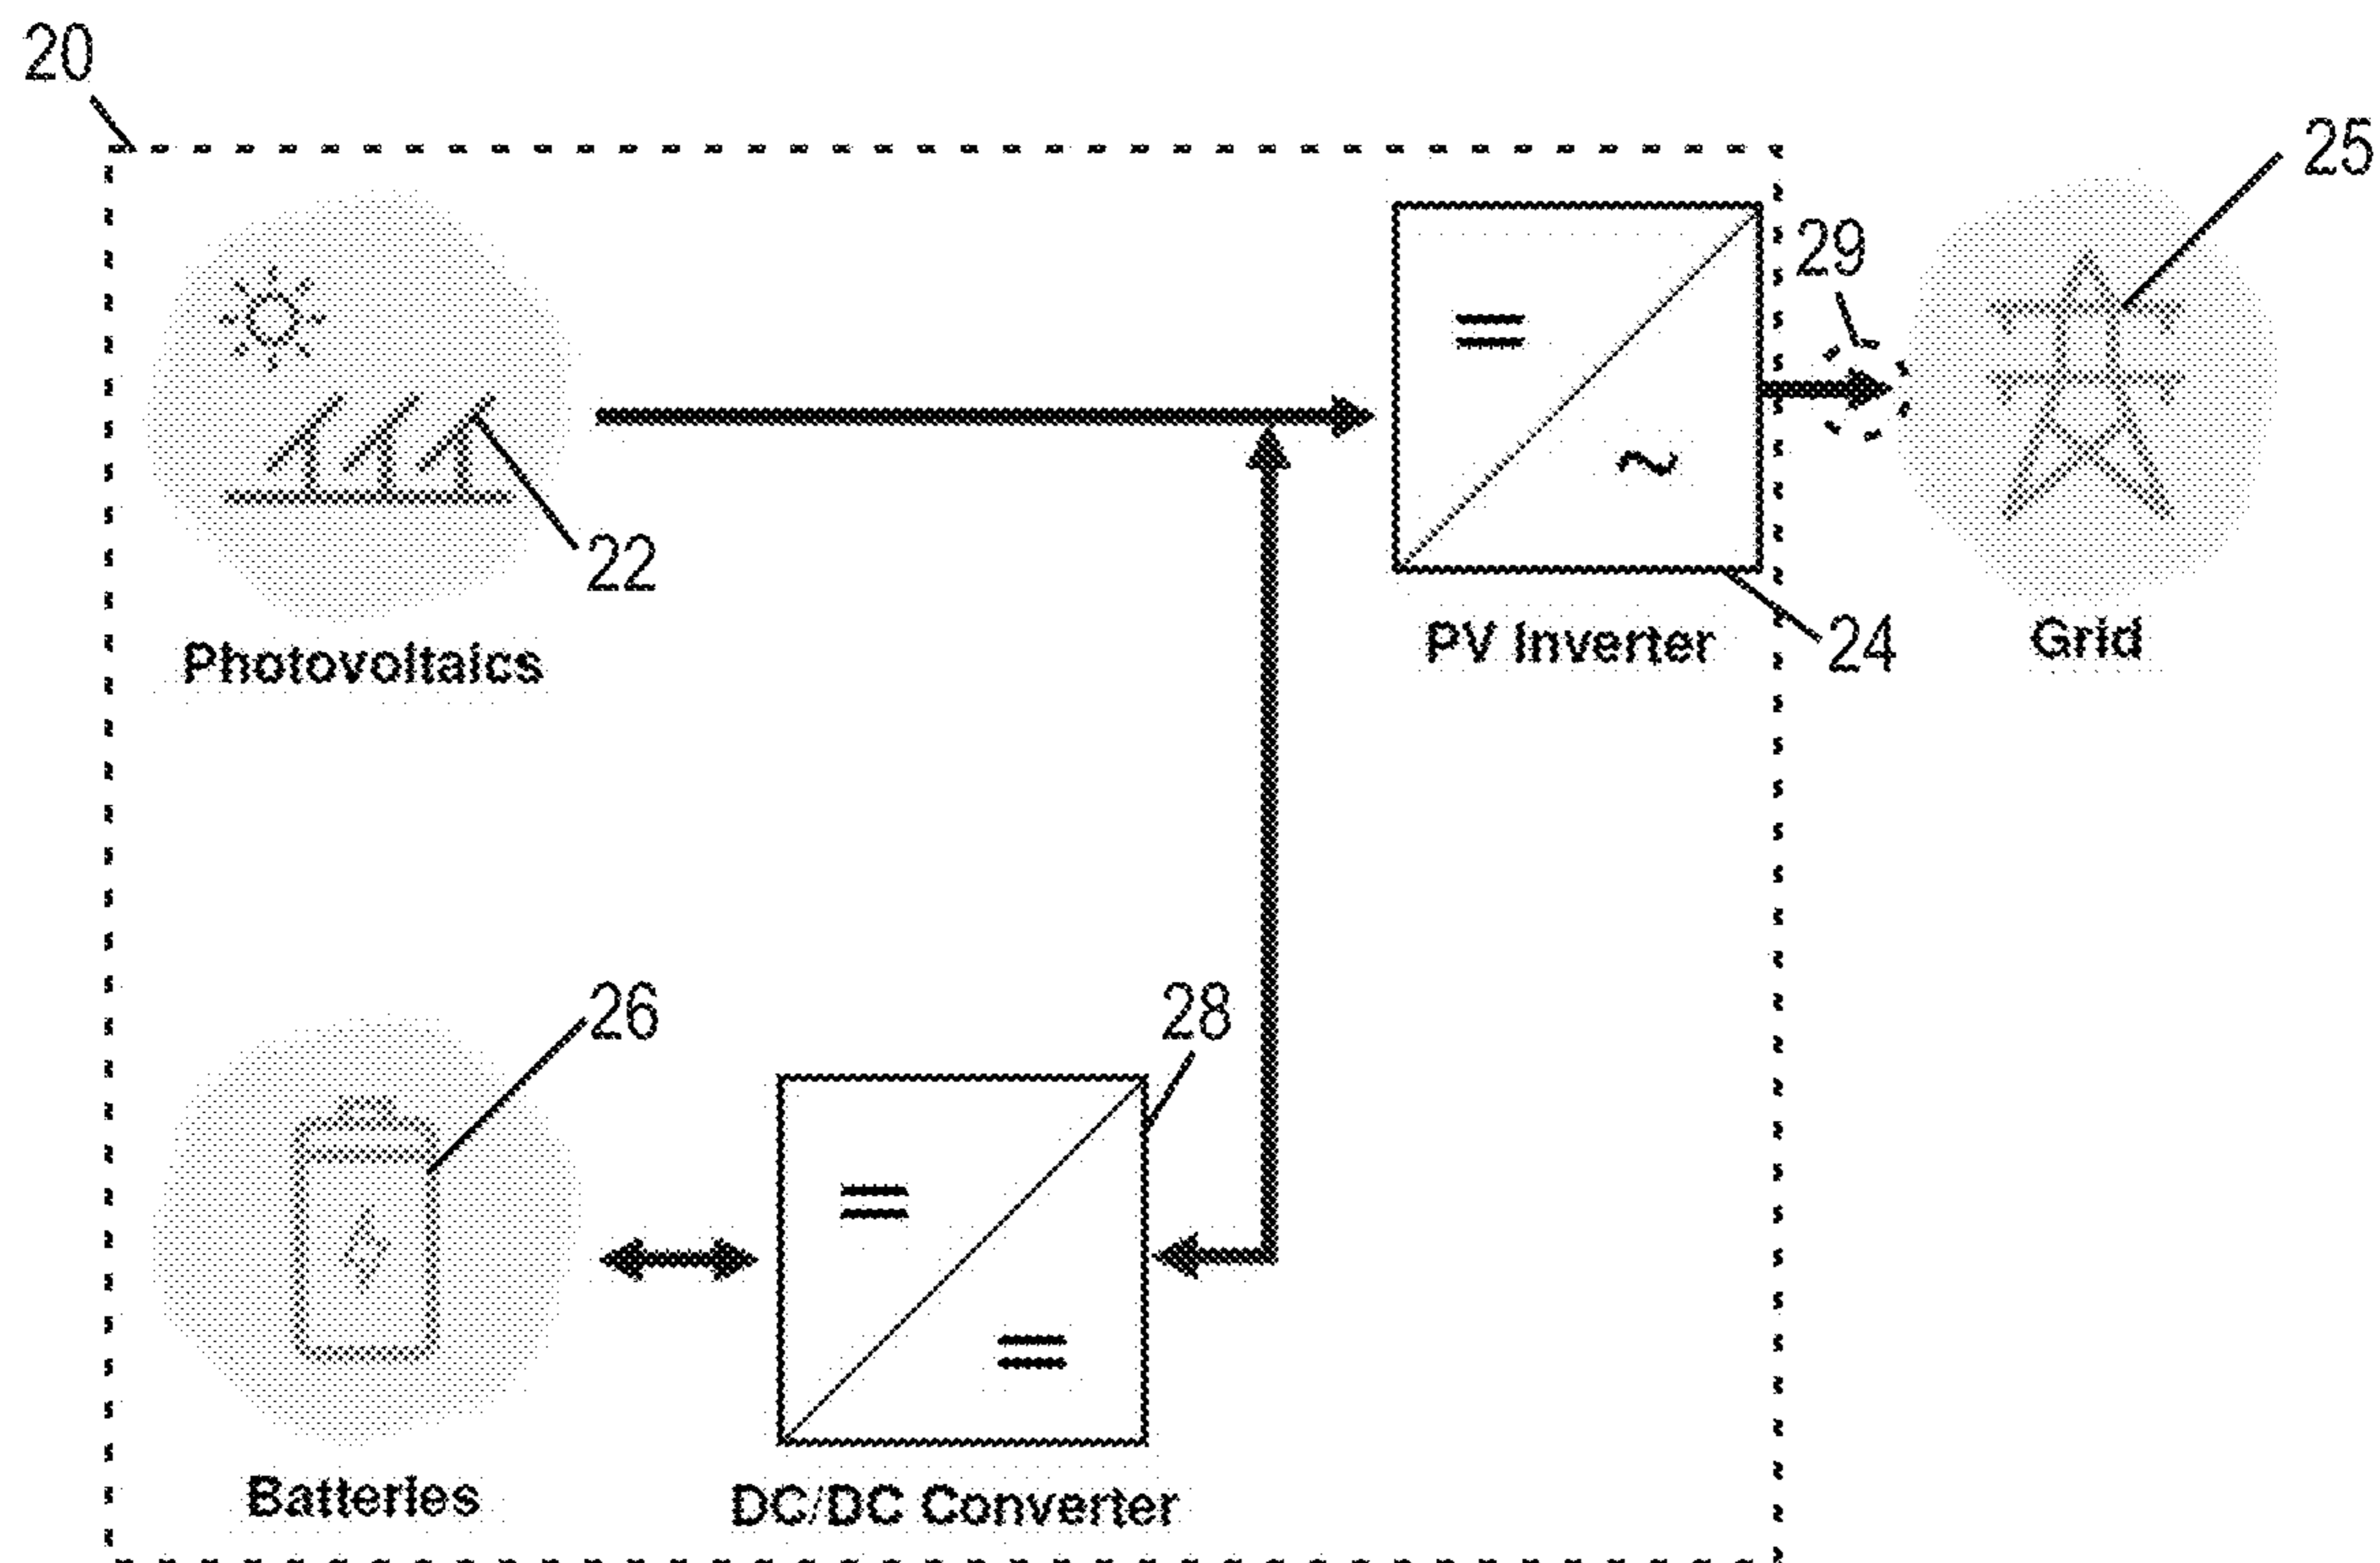 20
25
29
22
Photovoltaics
PV Inverter
24
Grid
26
28
Batteries
DC/DC Converter